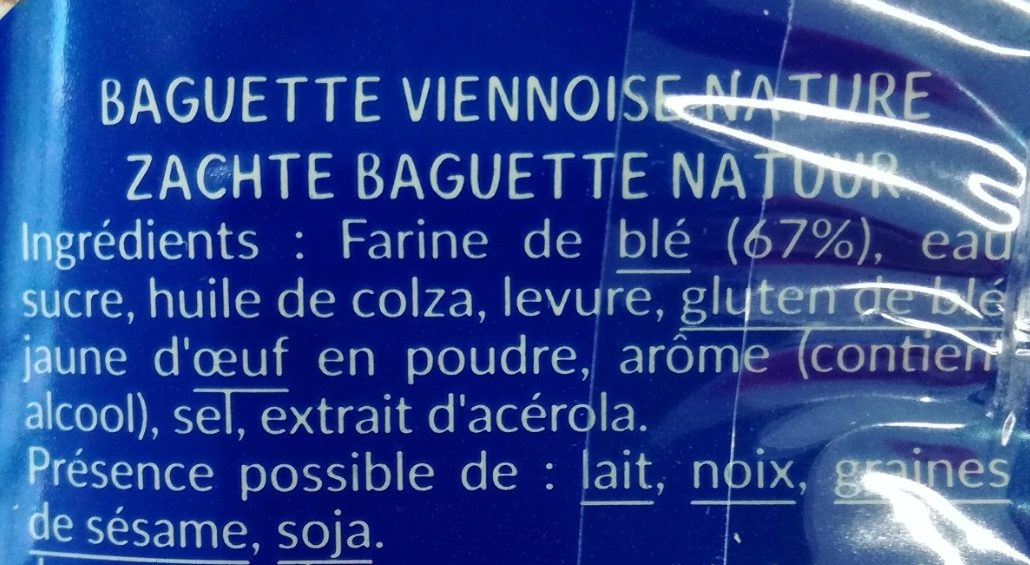 BAGUETTE VIENNOISE NATURE
ZACHTE BAGUETTE NATUUR
Ingrédients : Farine de blé (67%), eau
sucre, huile de colza, levure, gluten de blé
jaune d'œuf en poudre, arôme (contient
alcool), sel, extrait d'acérola.
Présence possible de : lait, noix, graines
de sésame, soja.